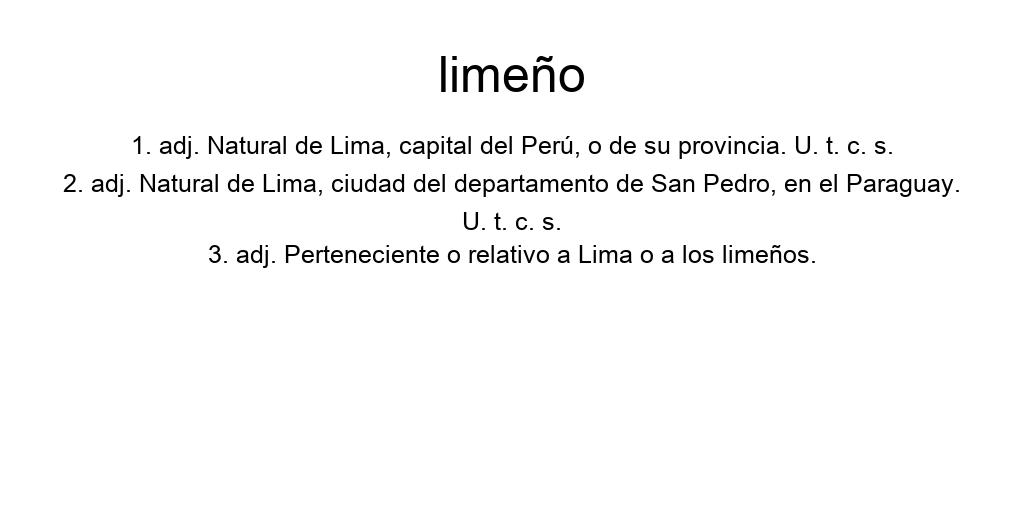 limeño
1. adj. Natural de Lima, capital del Perú, o de su provincia. U. t. c. s.
2. adj. Natural de Lima, ciudad del departamento de San Pedro, en el Paraguay.
U. t. c. s.
3. adj. Perteneciente o relativo a Lima o a los limeños.